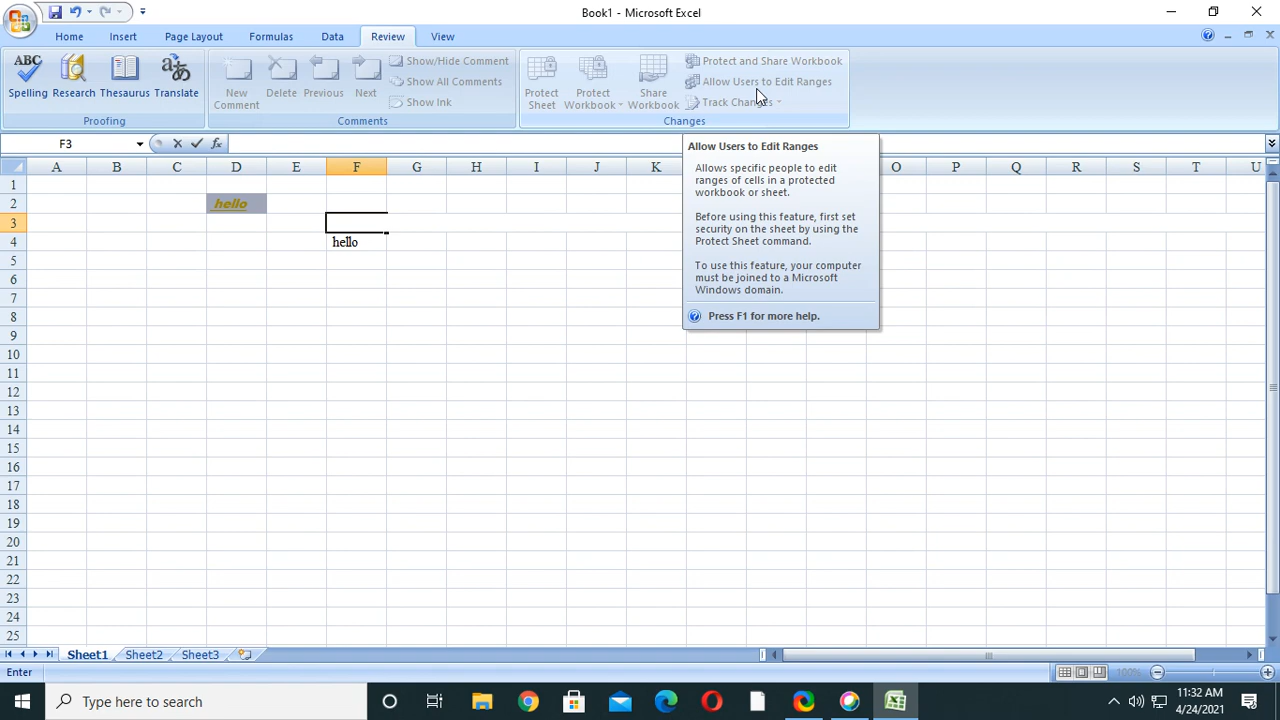 Book1 - Microsoft Excel
Home Insert Page Layout Formulas Data Review View
ABC
Spelling Research Thesaurus Translate
Proofing
New Comment Delete Previous Next
Show/Hide Comment
Show All Comments
Show Ink
Comments
Protect Sheet Protect Workbook Share Workbook
Protect and Share Workbook
Allow Users to Edit Ranges
Track Changes
Changes
F3 fx
Allow Users to Edit Ranges
Allows specific people to edit
ranges of cells in a protected
workbook or sheet.
Before using this feature, first set
security on the sheet by using the
Protect Sheet command.
To use this feature, your computer
must be joined to a Microsoft
Windows domain.
Press F1 for more help.
A B C D E F G H I J K O P Q R S T U
1
2 hello
3
4 hello
5
6
7
8
9
10
11
12
13
14
15
16
17
18
19
20
21
22
23
24
25
Sheet1 Sheet2 Sheet3
Enter 100%
Type here to search
11:32 AM
4/24/2021